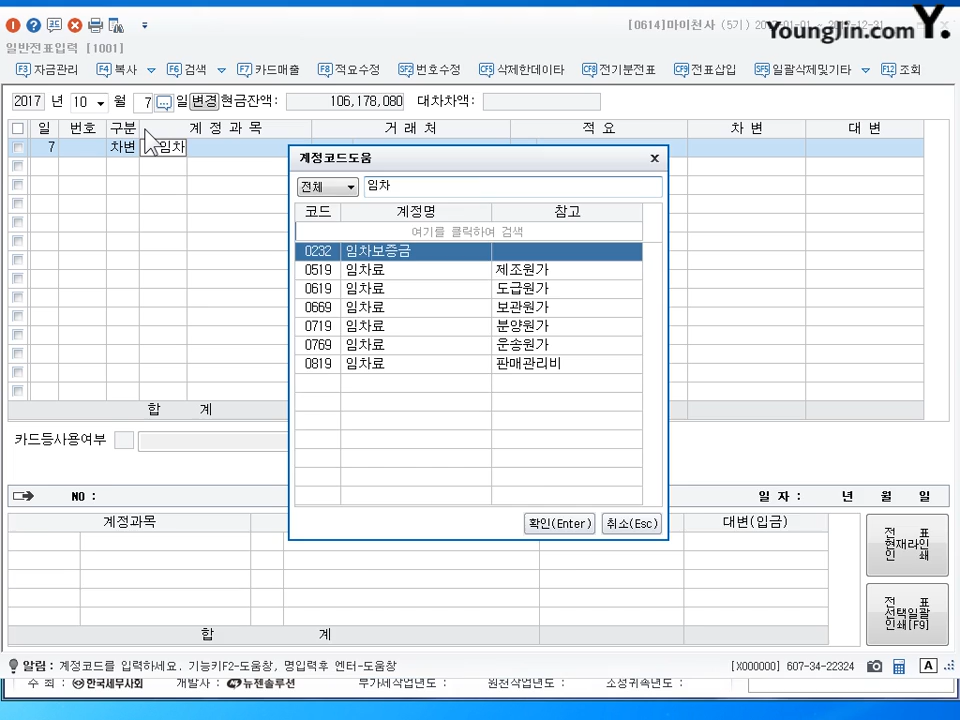 [0614]마이천사 (5기) 2017-01-01 ~ 2017-12-31
YoungJin.com Y.
일반전표입력 [1001]
F3 자금관리 F4 복사 F6 검색 F7 카드매출 F8 적요수정 SF2 번호수정 CF5 삭제한데이타 CF8 전기분전표 CF9 전표삽입 SF5 일괄삭제및기타 F12 조회
2017 년 10 월 7 일 변경 현금잔액: 106,178,080 대차차액:
일 번호 구분 계정과목 거래처 적요 차변 대변
7 차변 임차
계정코드도움 x
전체 임차
코드 계정명 참고
여기를 클릭하여 검색
0232 임차보증금
0519 임차료 제조원가
0619 임차료 도급원가
0669 임차료 보관원가
0719 임차료 분양원가
0769 임차료 운송원가
0819 임차료 판매관리비
확인(Enter) 취소(Esc)
합 계
카드등사용여부
NO : 일 자 : 년 월 일
계정과목 대변(입금)
합 계
전 표
현재라인
인 쇄
전 표
선택일괄
인쇄[F9]
알림 : 계정코드를 입력하세요. 기능키F2-도움창, 명입력후 엔터-도움창 [X000000] 607-34-22324 A
주 최 : 한국세무사회 개발사 : 뉴젠솔루션 부가세작업년도 : 원천작업년도 : 소정귀속년도 :